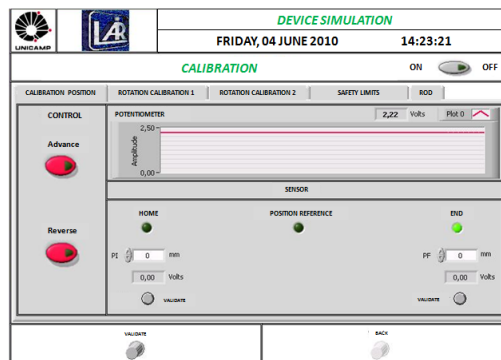 DEVICE SIMULATION
UNICAMP
LAR
FRIDAY, 04 JUNE 2010 14:23:21
CALIBRATION
ON OFF
CALIBRATION POSITION ROTATION CALIBRATION 1 ROTATION CALIBRATION 2 SAFETY LIMITS ROD
CONTROL
POTENTIOMETER 2,22 Volts Plot 0
2,50
Amplitude
0,00
Advance
SENSOR
HOME POSITION REFERENCE END
Reverse
PI 0 mm PF 0 mm
0,00 Volts 0,00 Volts
VALIDATE VALIDATE
VALIDATE BACK